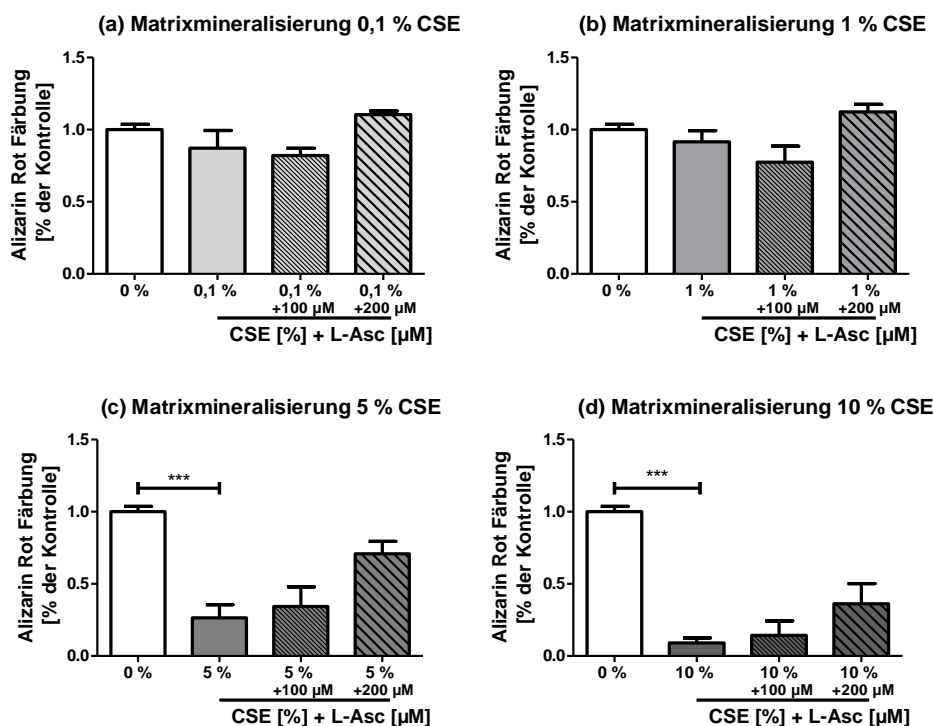 (a) Matrixmineralisierung 0,1 % CSE
Alizarin Rot Färbung
[% der Kontrolle]
1.5
1.0
0.5
0.0
0 %
0,1 %
0,1 %
+100 µM
0,1 %
+200 µM
CSE [%] + L-Asc [µM]
(b) Matrixmineralisierung 1 % CSE
Alizarin Rot Färbung
[% der Kontrolle]
1.5
1.0
0.5
0.0
0 %
1 %
1 %
+100 µM
1 %
+200 µM
CSE [%] + L-Asc [µM]
(c) Matrixmineralisierung 5 % CSE
Alizarin Rot Färbung
[% der Kontrolle]
1.5
1.0
0.5
0.0
***
0 %
5 %
5 %
+100 µM
5 %
+200 µM
CSE [%] + L-Asc [µM]
(d) Matrixmineralisierung 10 % CSE
Alizarin Rot Färbung
[% der Kontrolle]
1.5
1.0
0.5
0.0
***
0 %
10 %
10 %
+100 µM
10 %
+200 µM
CSE [%] + L-Asc [µM]